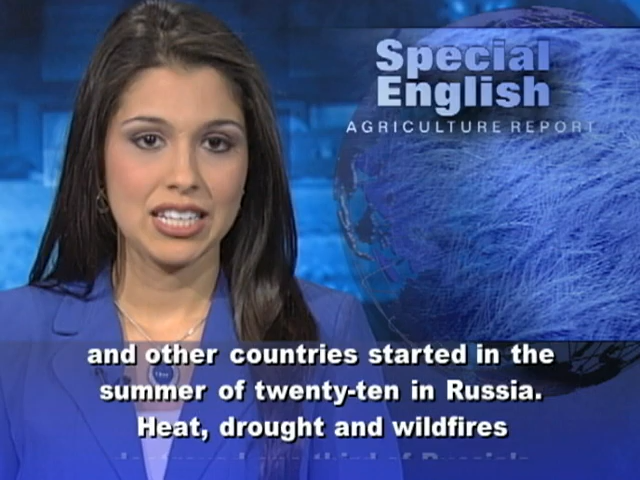 Special
English
AGRICULTURE REPORT
and other countries started in the
summer of twenty-ten in Russia.
Heat, drought and wildfires